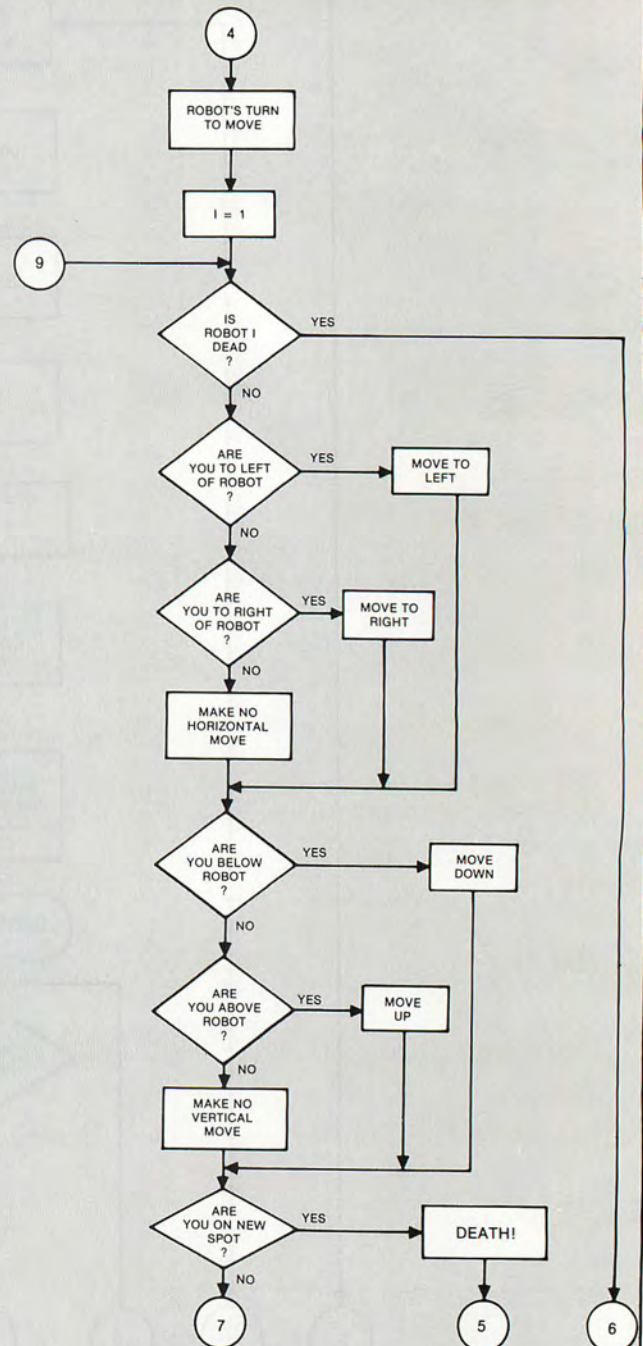 4
ROBOT'S TURN
TO MOVE
I = 1
9
IS
ROBOT I
DEAD
?
YES
NO
ARE
YOU TO LEFT
OF ROBOT
?
YES
MOVE TO
LEFT
NO
ARE
YOU TO RIGHT
OF ROBOT
?
YES
MOVE TO
RIGHT
NO
MAKE NO
HORIZONTAL
MOVE
ARE
YOU BELOW
ROBOT
?
YES
MOVE
DOWN
NO
ARE
YOU ABOVE
ROBOT
?
YES
MOVE
UP
NO
MAKE NO
VERTICAL
MOVE
ARE
YOU ON NEW
SPOT
?
YES
DEATH!
NO
7
5
6